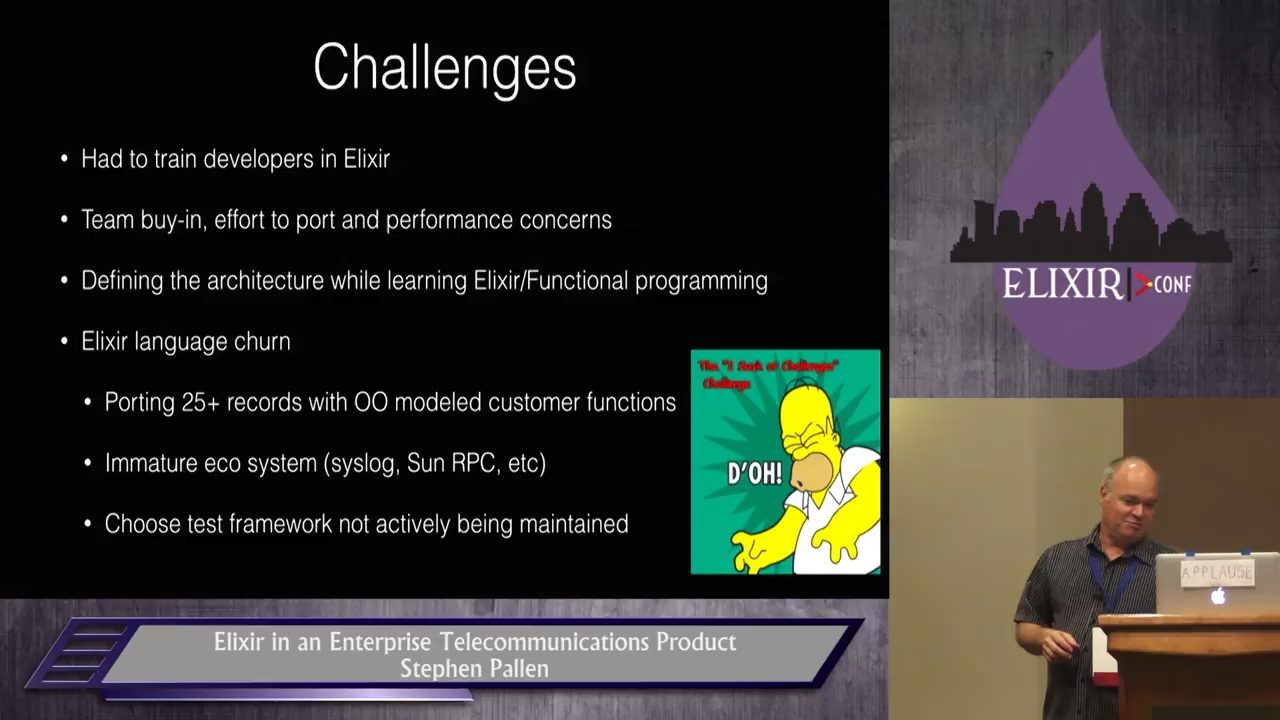 Challenges
• Had to train developers in Elixir
• Team buy-in, effort to port and performance concerns
• Defining the architecture while learning Elixir/Functional programming
• Elixir language churn
• Porting 25+ records with OO modeled customer functions
• Immature eco system (syslog, Sun RPC, etc)
• Choose test framework not actively being maintained
The "I Suck at Challenges"
Challenge
D'OH!
ELIXIR CONF
APPLAUSE
Elixir in an Enterprise Telecommunications Product
Stephen Pallen